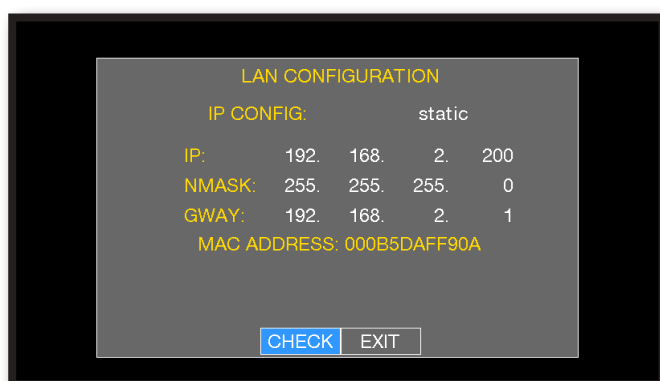 LAN CONFIGURATION
IP CONFIG: static
IP: 192. 168. 2. 200
NMASK: 255. 255. 255. 0
GWAY: 192. 168. 2. 1
MAC ADDRESS: 000B5DAFF90A
CHECK EXIT